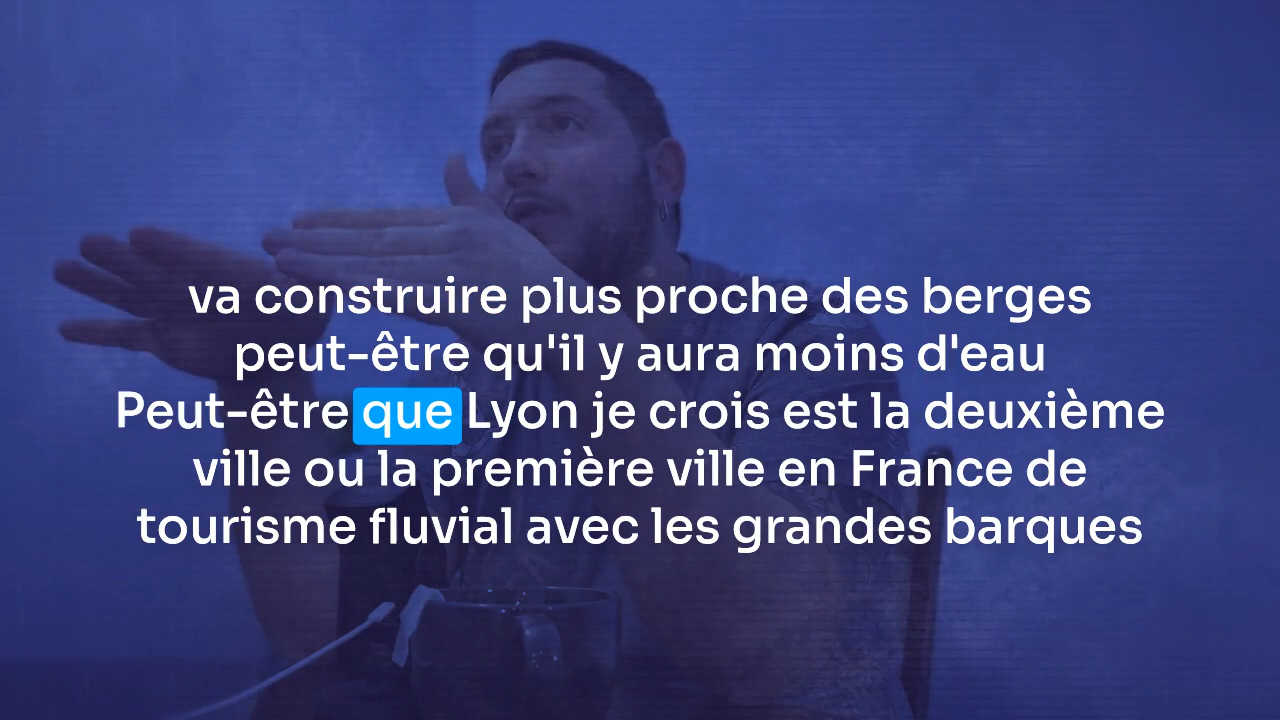 va construire plus proche des berges
peut-être qu'il y aura moins d'eau
Peut-être que Lyon je crois est la deuxième
ville ou la première ville en France de
tourisme fluvial avec les grandes barques